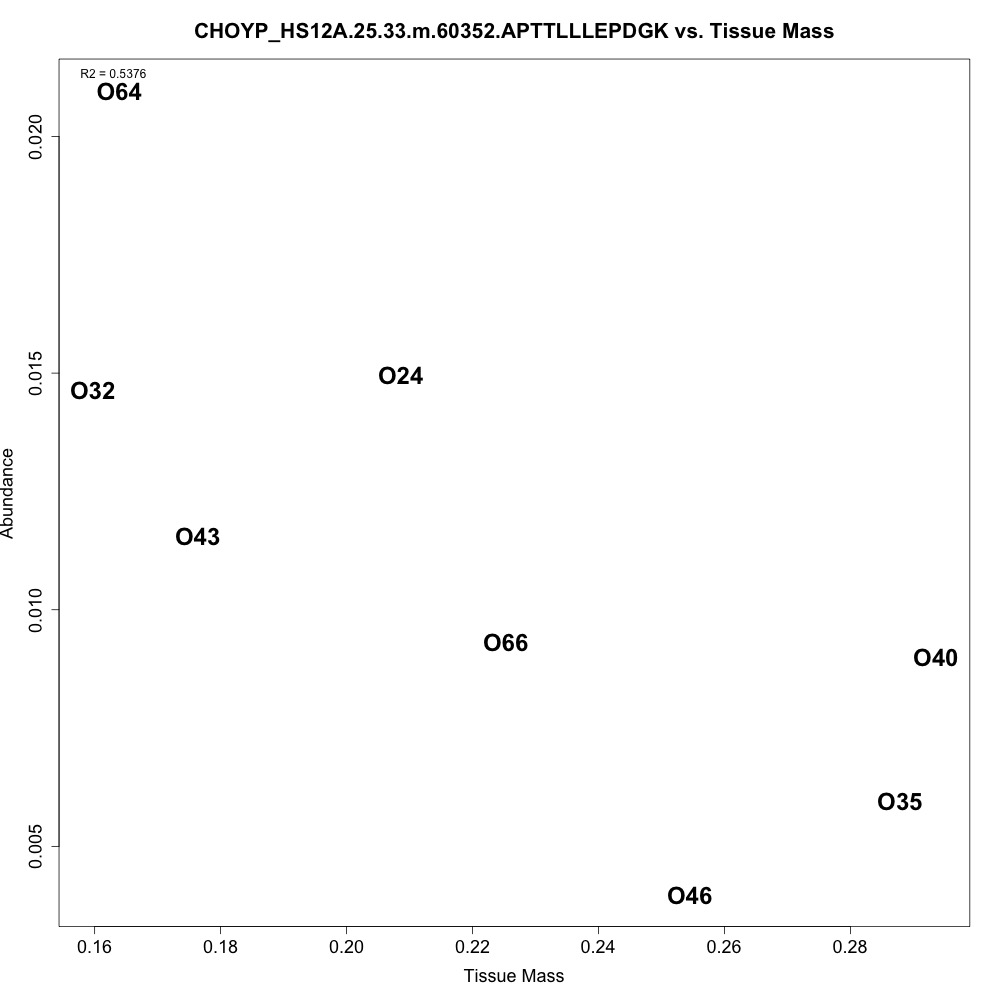 CHOYP_HS12A.25.33.m.60352.APTTLLLEPDGK vs. Tissue Mass
R2 = 0.5376
O64
0.020
0.015
O24
O32
Abundance
O43
0.010
O66
O40
O35
0.005
O46
0.16 0.18 0.20 0.22 0.24 0.26 0.28
Tissue Mass